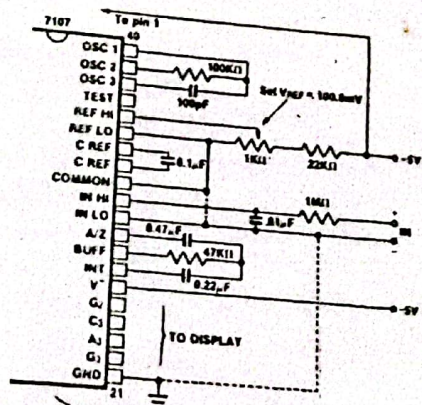 To pin 1
7107
40
OSC 1
OSC 2
OSC 3
TEST
REF HI
REF LO
C REF
C REF
COMMON
IN HI
IN LO
A/Z
BUFF
INT
V-
G2
C3
A3
G3
GND
21
100KΩ
100pF
Set VREF = 100.0mV
1KΩ
22KΩ
0.1μF
1MΩ
.01μF
IN
+
-
0.47μF
47KΩ
0.22μF
-5V
TO DISPLAY